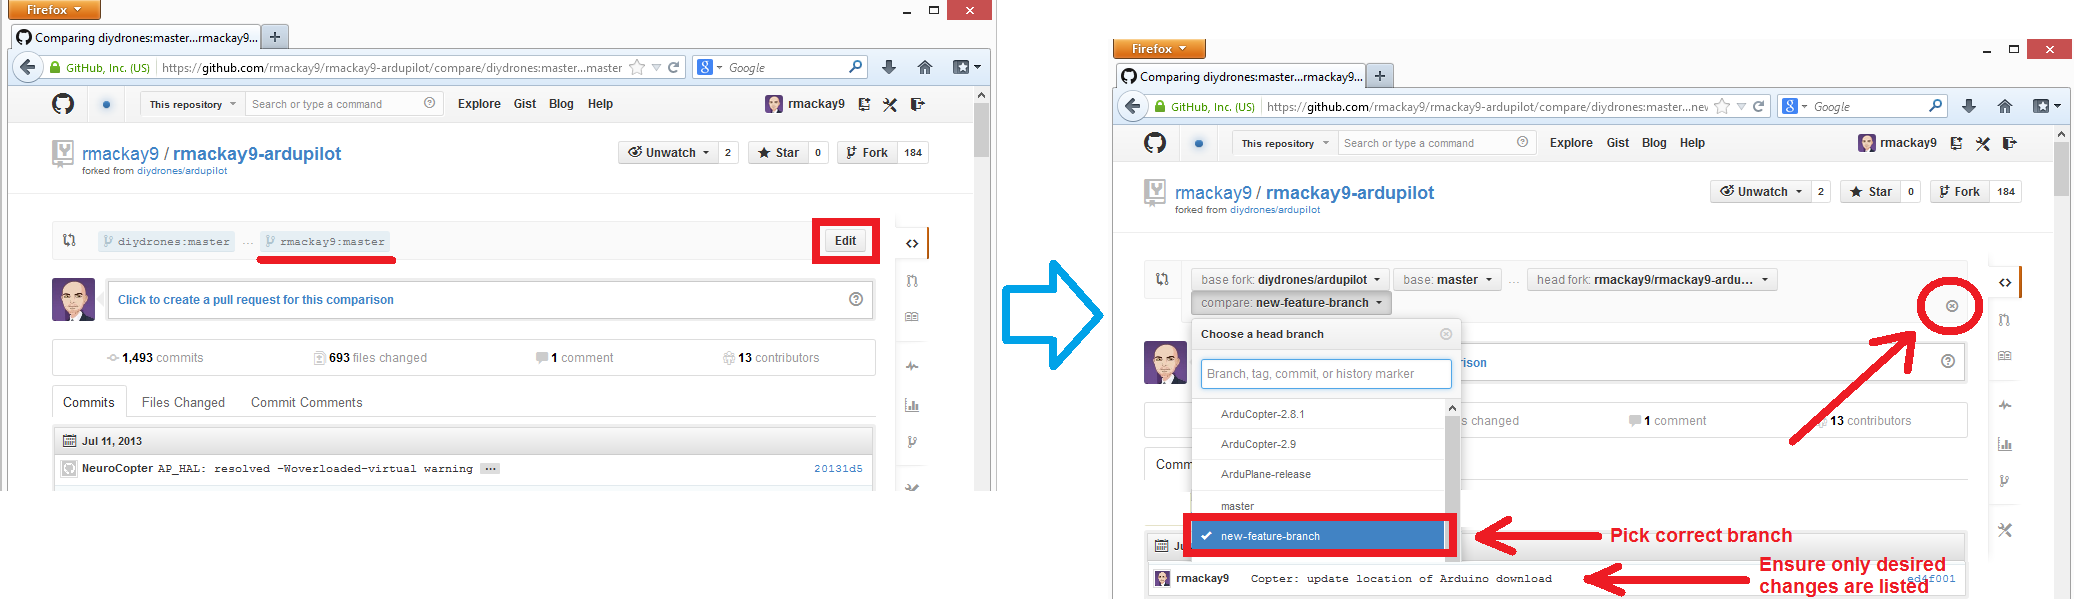 Firefox
Comparing diydrones:master...rmackay9...
GitHub, Inc. (US) https://github.com/rmackay9/rmackay9-ardupilot/compare/diydrones:master...master
Google
This repository Search or type a command Explore Gist Blog Help rmackay9
rmackay9 / rmackay9-ardupilot
forked from diydrones/ardupilot
Unwatch 2 Star 0 Fork 184
diydrones:master ... rmackay9:master Edit
Click to create a pull request for this comparison
1,493 commits 693 files changed 1 comment 13 contributors
Commits Files Changed Commit Comments
Jul 11, 2013
NeuroCopter AP_HAL: resolved -Woverloaded-virtual warning ... 20131d5
Firefox
Comparing diydrones:master...rmackay9...
GitHub, Inc. (US) https://github.com/rmackay9/rmackay9-ardupilot/compare/diydrones:master...new
Google
This repository Search or type a command Explore Gist Blog Help rmackay9
rmackay9 / rmackay9-ardupilot
forked from diydrones/ardupilot
Unwatch 2 Star 0 Fork 184
base fork: diydrones/ardupilot base: master ... head fork: rmackay9/rmackay9-ardu...
compare: new-feature-branch
Choose a head branch
Branch, tag, commit, or history marker
rison
ArduCopter-2.8.1
ArduCopter-2.9
ArduPlane-release
master
new-feature-branch
s changed 1 comment 13 contributors
Comm
Ju
Pick correct branch
rmackay9 Copter: update location of Arduino download ed4f001
Ensure only desired
changes are listed